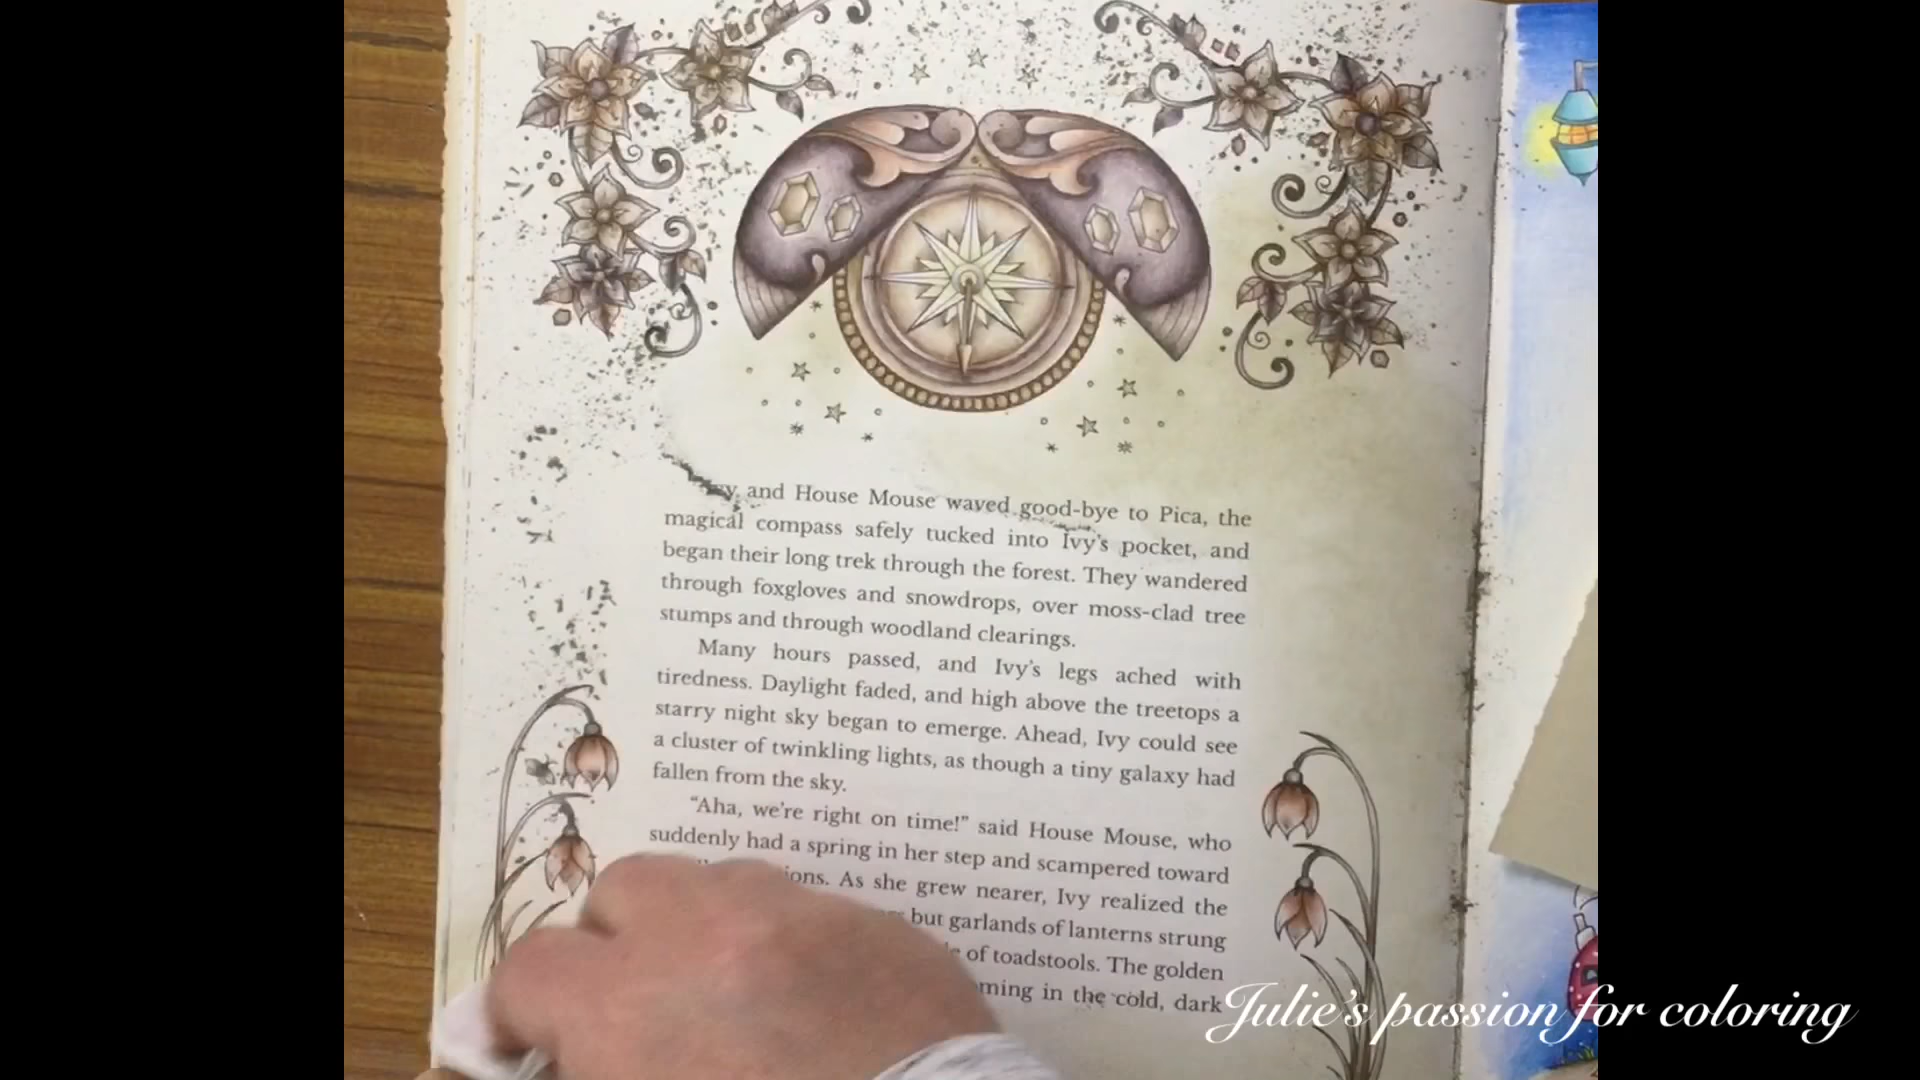 and House Mouse waved good-bye to Pica, the
magical compass safely tucked into Ivy's pocket, and
began their long trek through the forest. They wandered
through foxgloves and snowdrops, over moss-clad tree
stumps and through woodland clearings.
Many hours passed, and Ivy's legs ached with
tiredness. Daylight faded, and high above the treetops a
starry night sky began to emerge. Ahead, Ivy could see
a cluster of twinkling lights, as though a tiny galaxy had
fallen from the sky.
“Aha, we're right on time!” said House Mouse, who
suddenly had a spring in her step and scampered toward
As she grew nearer, Ivy realized the
but garlands of lanterns strung
of toadstools. The golden
in the cold, dark
Julie's passion for coloring